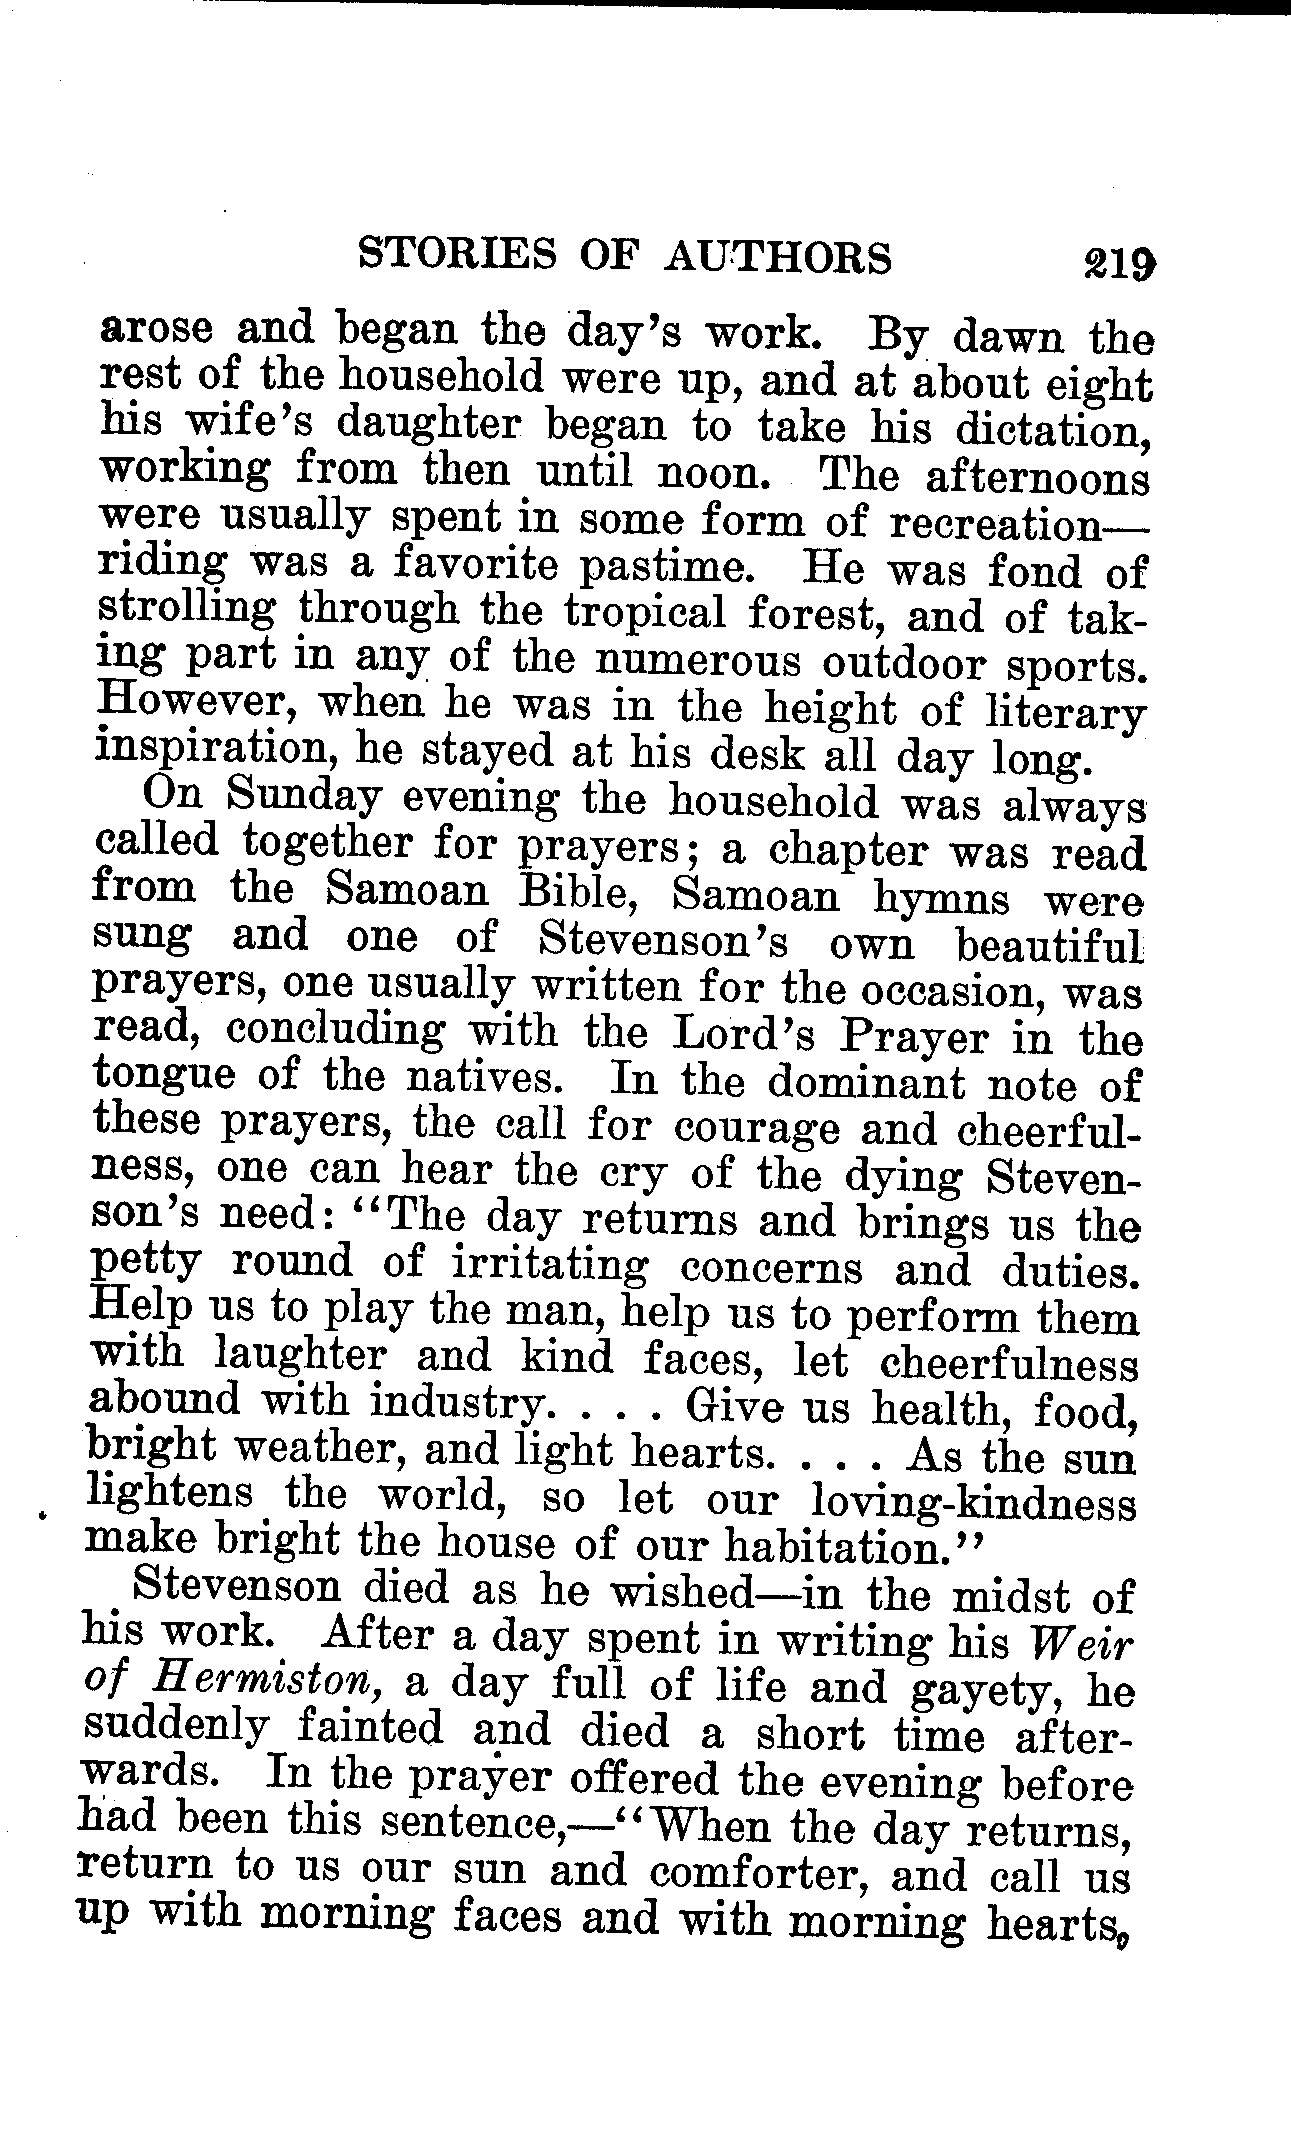 STORIES OF AUTHORS 219
arose and began the day's work. By dawn the
rest of the household were up, and at about eight
his wife's daughter began to take his dictation,
working from then until noon. The afternoons
were usually spent in some form of recreation—
riding was a favorite pastime. He was fond of
strolling through the tropical forest, and of tak-
ing part in any of the numerous outdoor sports.
However, when he was in the height of literary
inspiration, he stayed at his desk all day long.
On Sunday evening the household was always
called together for prayers; a chapter was read
from the Samoan Bible, Samoan hymns were
sung and one of Stevenson's own beautiful
prayers, one usually written for the occasion, was
read, concluding with the Lord's Prayer in the
tongue of the natives. In the dominant note of
these prayers, the call for courage and cheerful-
ness, one can hear the cry of the dying Steven-
son's need: "The day returns and brings us the
petty round of irritating concerns and duties.
Help us to play the man, help us to perform them
with laughter and kind faces, let cheerfulness
abound with industry. . . . Give us health, food,
bright weather, and light hearts. . . . As the sun
lightens the world, so let our loving-kindness
make bright the house of our habitation."
Stevenson died as he wished—in the midst of
his work. After a day spent in writing his Weir
of Hermiston, a day full of life and gayety, he
suddenly fainted and died a short time after-
wards. In the prayer offered the evening before
had been this sentence,—"When the day returns,
return to us our sun and comforter, and call us
up with morning faces and with morning hearts,